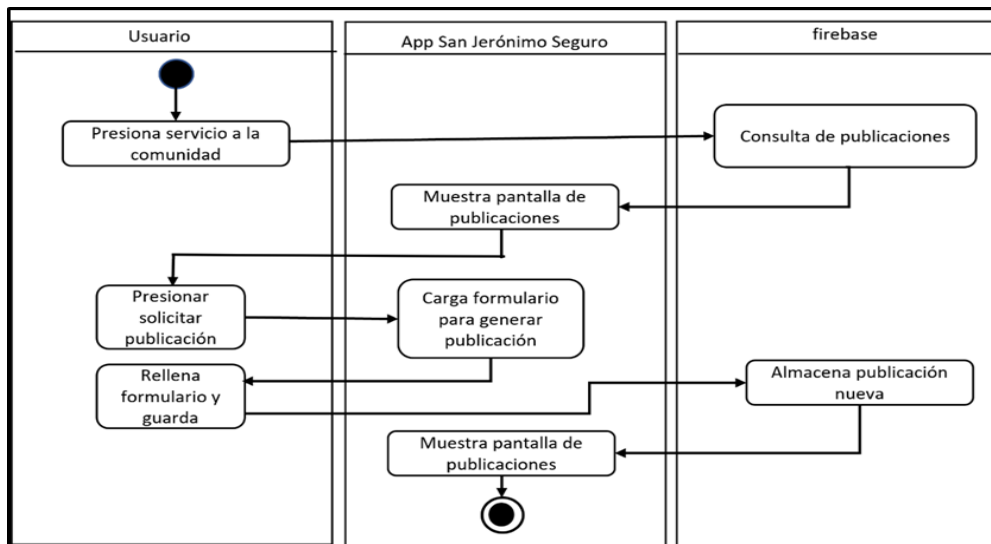 Usuario
App San Jerónimo Seguro
firebase
Presiona servicio a la
comunidad
Consulta de publicaciones
Muestra pantalla de
publicaciones
Presionar
solicitar
publicación
Carga formulario
para generar
publicación
Rellena
formulario y
guarda
Almacena publicación
nueva
Muestra pantalla de
publicaciones